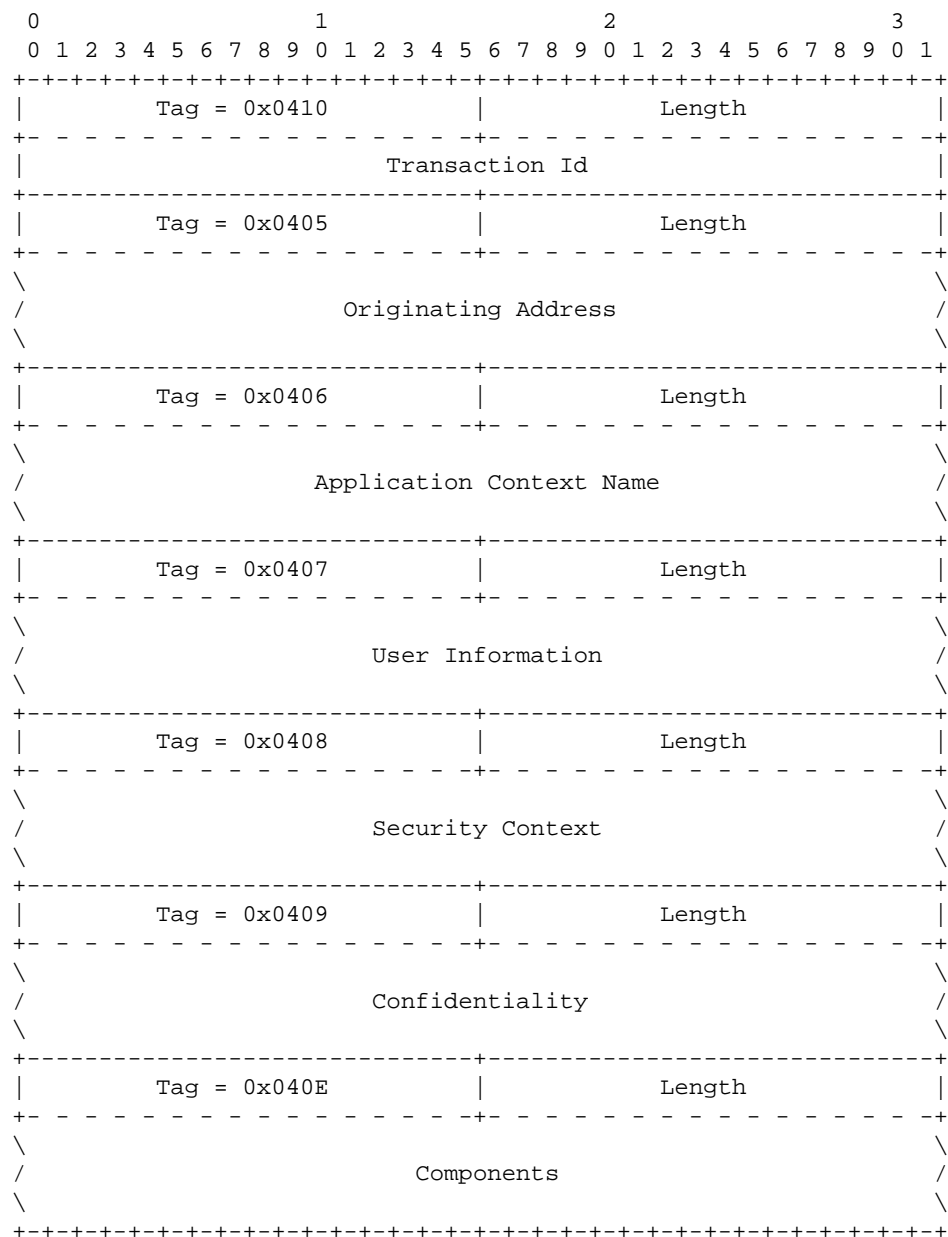 0                   1                   2                   3
0 1 2 3 4 5 6 7 8 9 0 1 2 3 4 5 6 7 8 9 0 1 2 3 4 5 6 7 8 9 0 1
Tag = 0x0410 Length
Transaction Id
Tag = 0x0405 Length
Originating Address
Tag = 0x0406 Length
Application Context Name
Tag = 0x0407 Length
User Information
Tag = 0x0408 Length
Security Context
Tag = 0x0409 Length
Confidentiality
Tag = 0x040E Length
Components